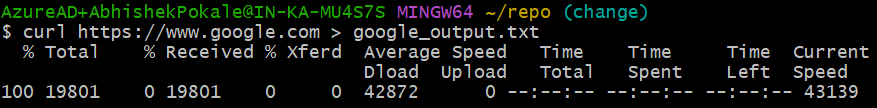 AzureAD+AbhishekPokale@IN-KA-MU4S7S MINGW64 ~/repo (change)
$ curl https://www.google.com > google_output.txt
  % Total    % Received % Xferd  Average Speed   Time    Time     Time  Current
                                 Dload  Upload   Total   Spent    Left  Speed
100 19801    0 19801    0     0  42872      0 --:--:-- --:--:-- --:--:-- 43139